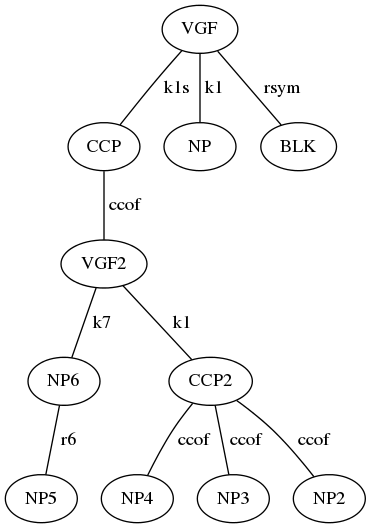 VGF
k1s k1 rsym
CCP NP BLK
ccof
VGF2
k7 k1
NP6 CCP2
r6 ccof ccof ccof
NP5 NP4 NP3 NP2